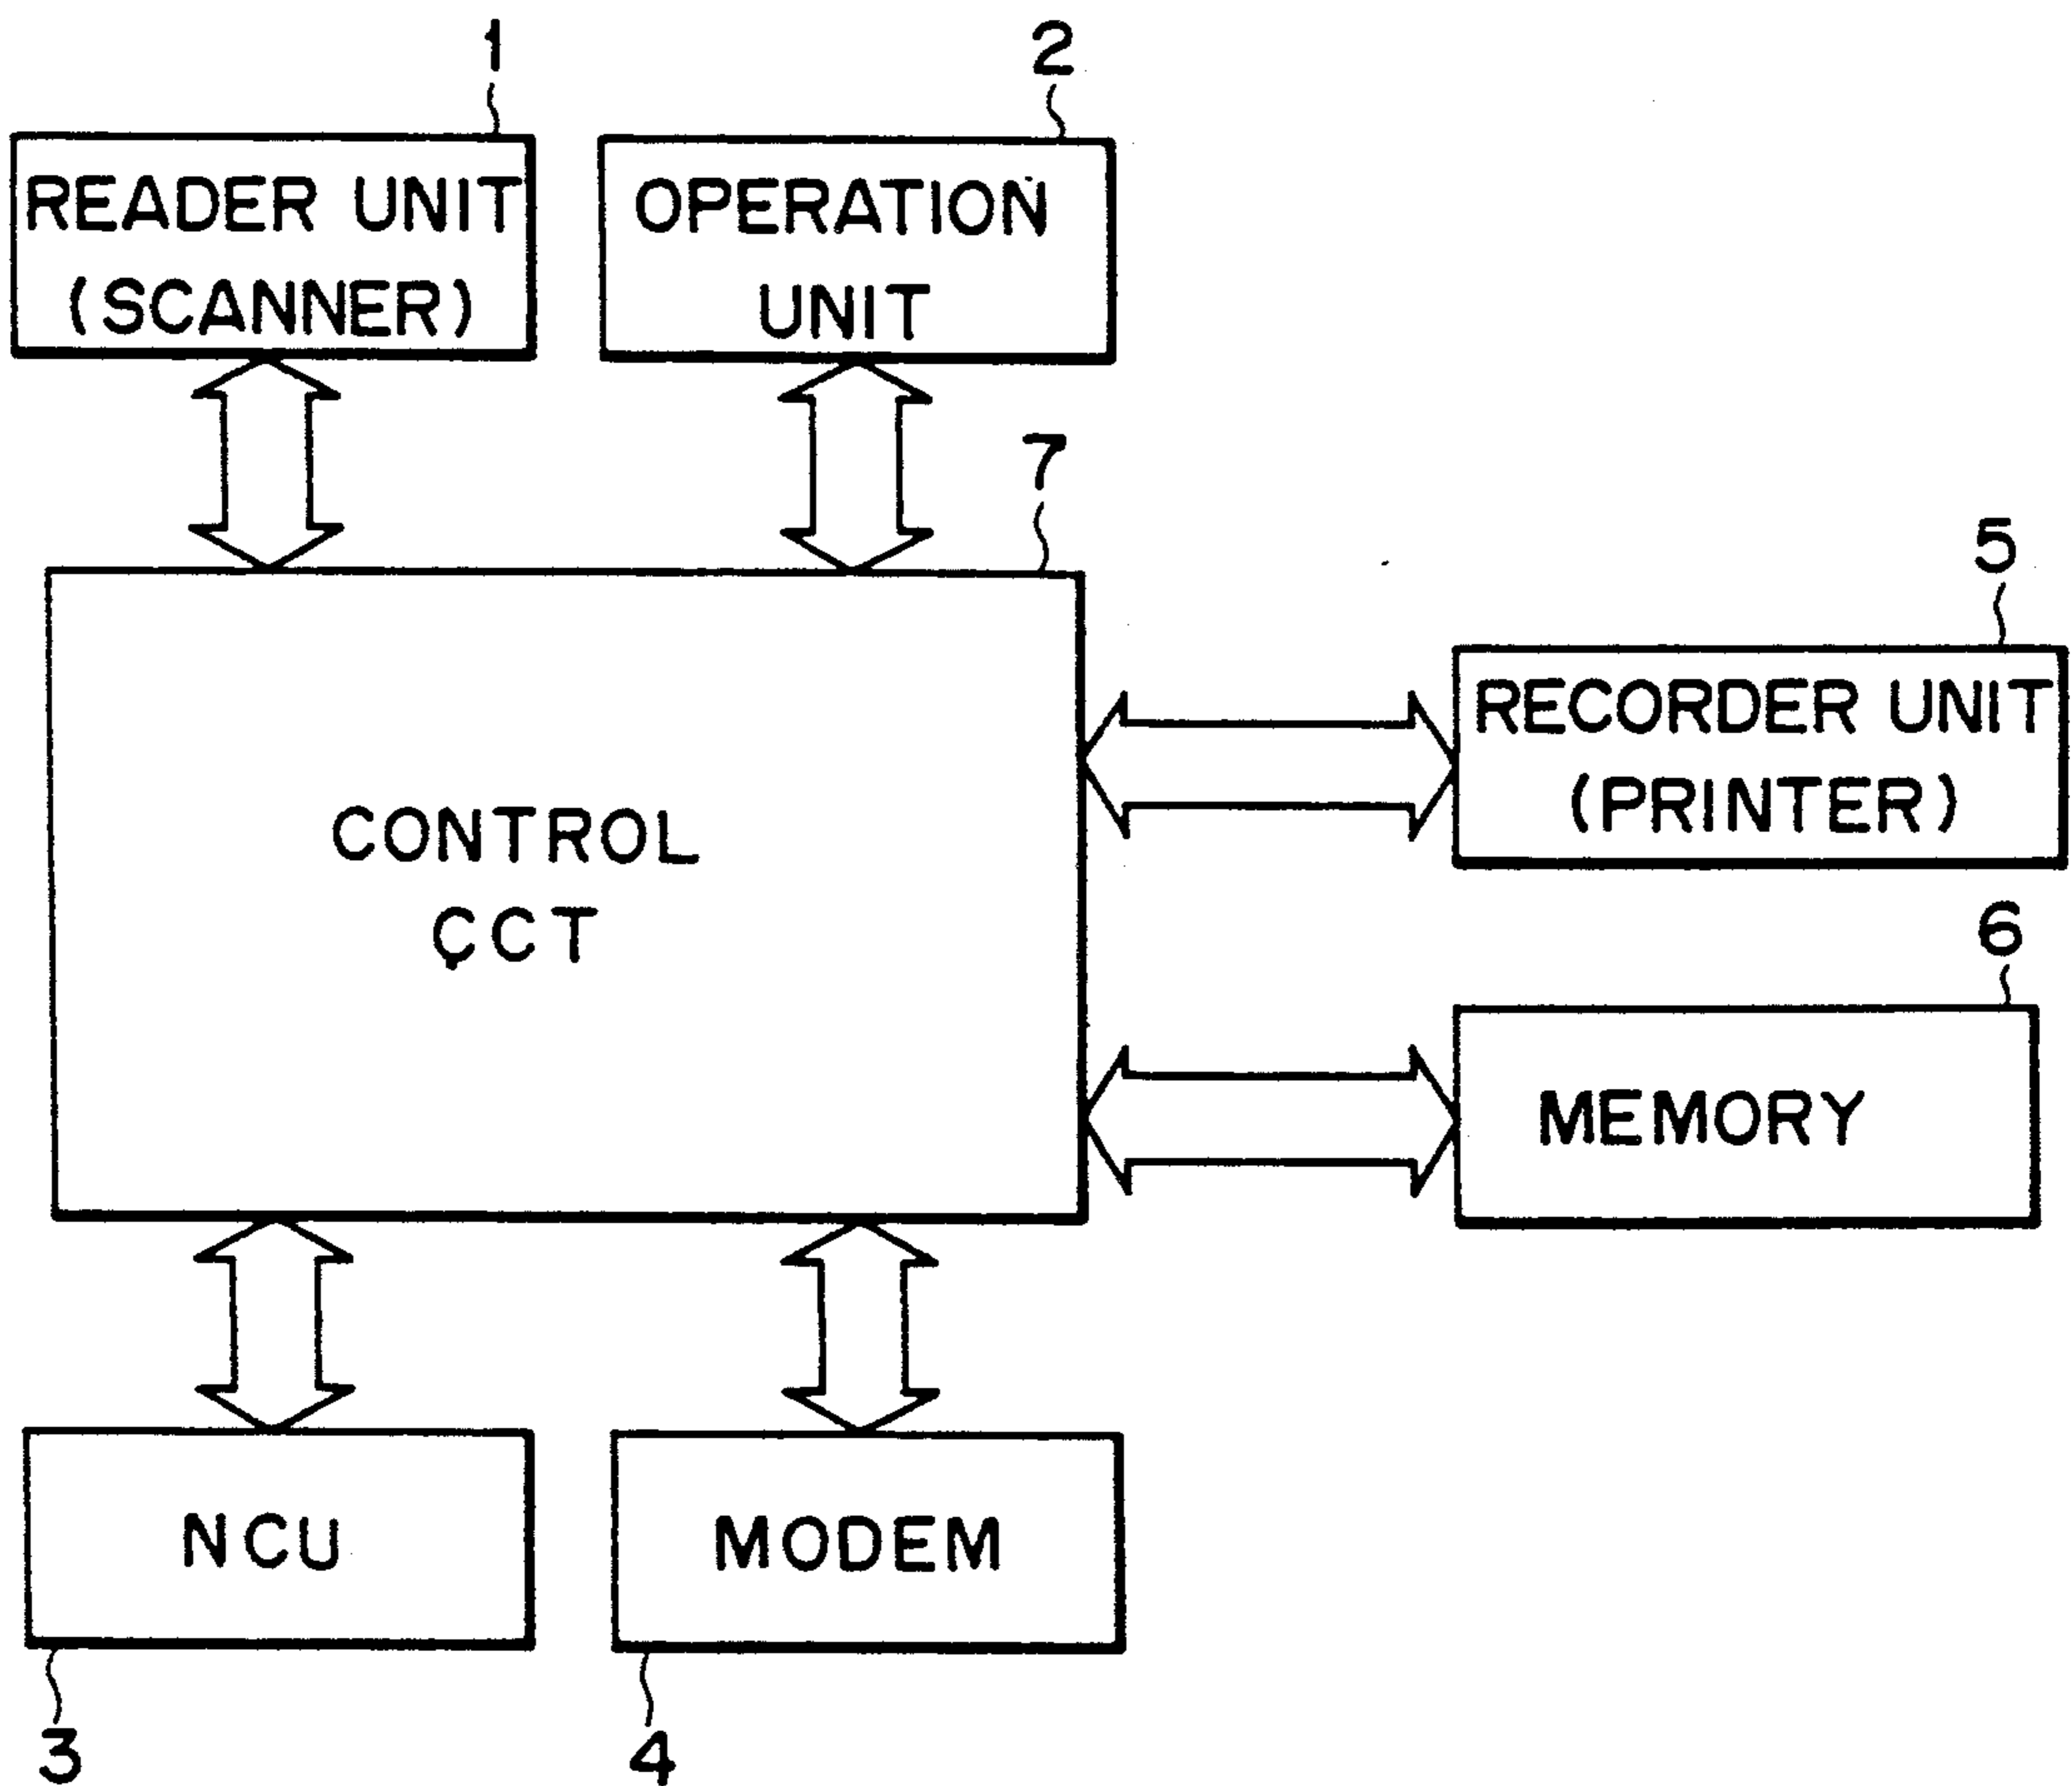 1
2
READER UNIT
(SCANNER)
OPERATION
UNIT
7
5
RECORDER UNIT
(PRINTER)
CONTROL
CCT
6
MEMORY
NCU
MODEM
3
4